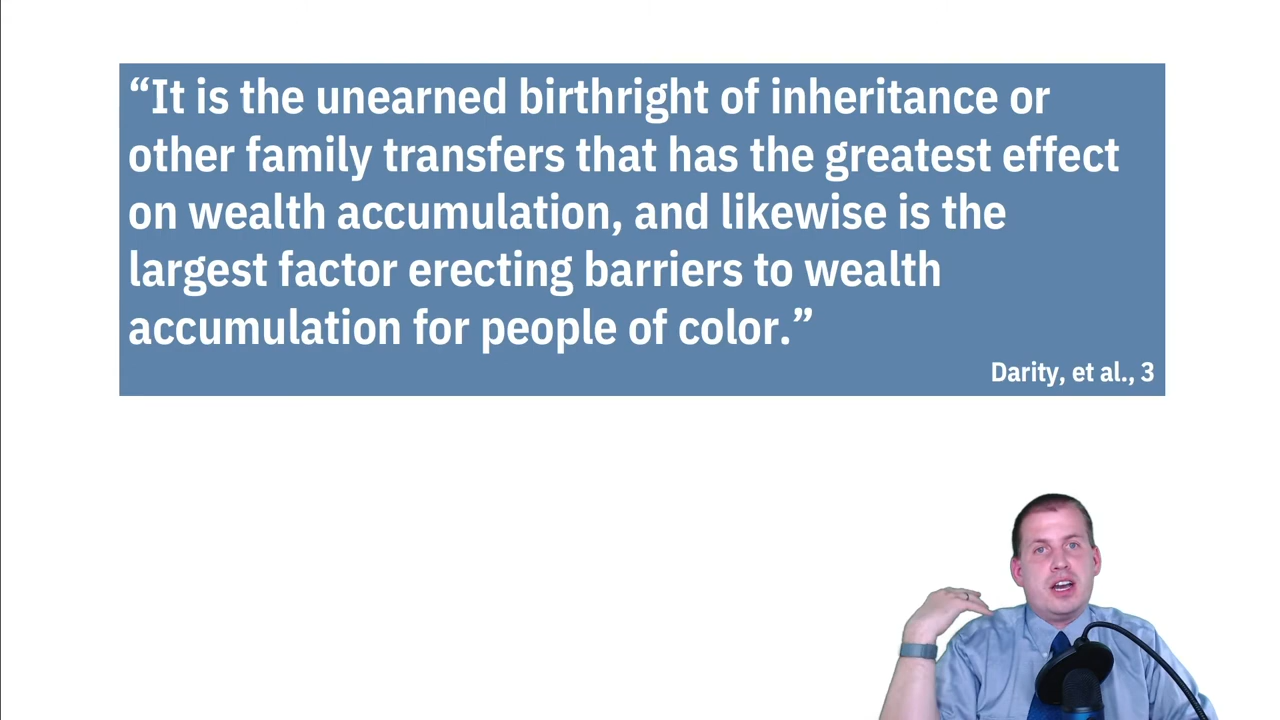 “It is the unearned birthright of inheritance or
other family transfers that has the greatest effect
on wealth accumulation, and likewise is the
largest factor erecting barriers to wealth
accumulation for people of color.”
Darity, et al., 3